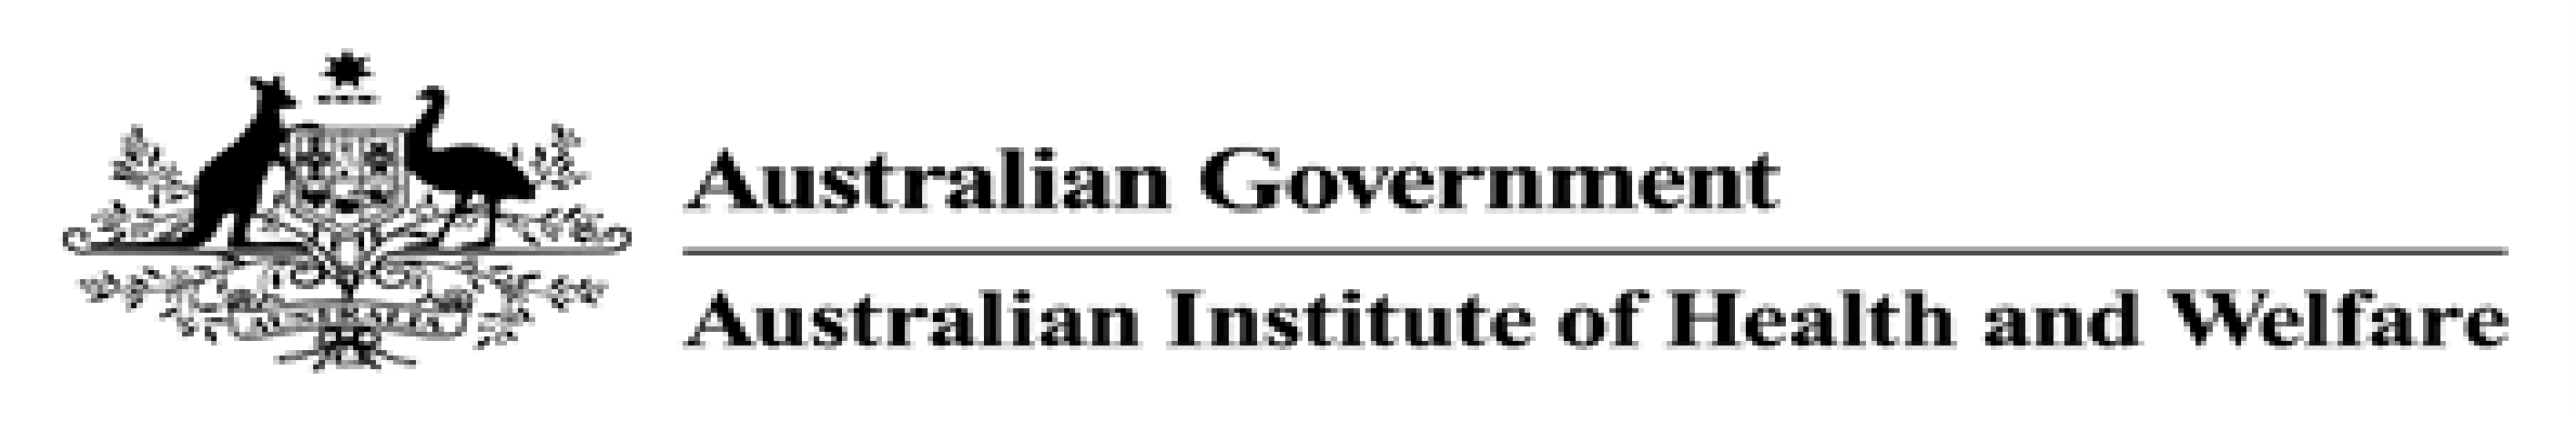 Australian Government
Australian Institute of Health and Welfare